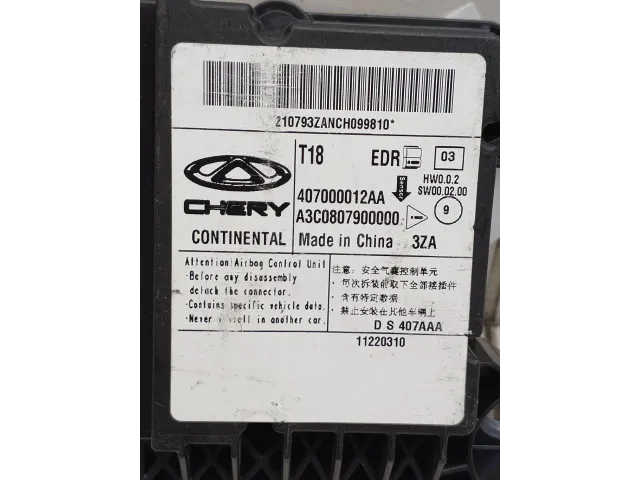 210793ZANCH099810*
T18 EDR 03
HW0.0.2
Sensor SW00.02.00
407000012AA
CHERY A3C0807900000 9
CONTINENTAL Made in China 3ZA
Attention:Airbag Control Unit
·Before any disassembly
detach the connector.
·Contains specific vehicle data.
·Never in another car.
注意：安全气囊控制单元
·每次拆装前取下全部接插件
·含有特定数据
·禁止安装在其他车辆上
D S 407AAA
11220310